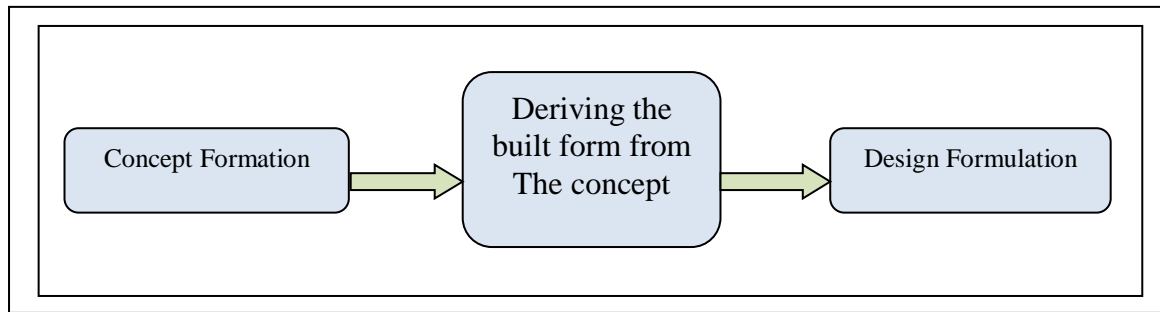 Concept Formation
Deriving the
built form from
The concept
Design Formulation